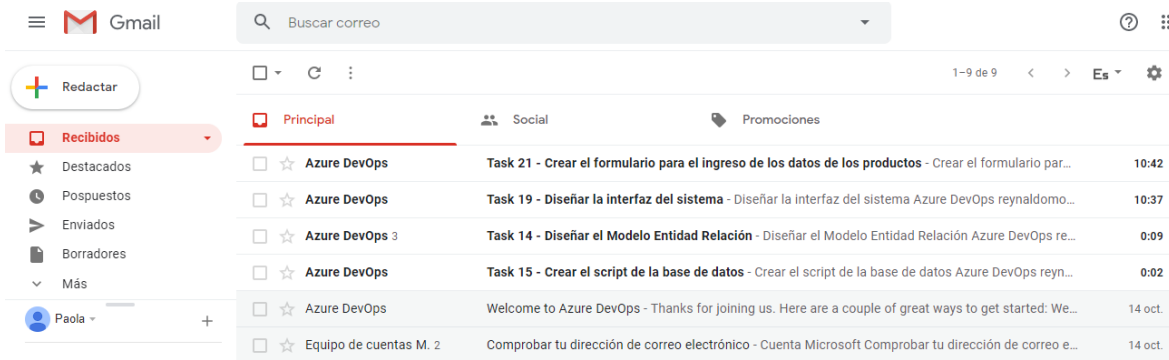 Gmail
Buscar correo
Redactar
1–9 de 9
Es
Principal
Social
Promociones
Recibidos
Destacados
Pospuestos
Enviados
Borradores
Más
Paola
Azure DevOps Task 21 - Crear el formulario para el ingreso de los datos de los productos - Crear el formulario par... 10:42
Azure DevOps Task 19 - Diseñar la interfaz del sistema - Diseñar la interfaz del sistema Azure DevOps reynaldomo... 10:37
Azure DevOps 3 Task 14 - Diseñar el Modelo Entidad Relación - Diseñar el Modelo Entidad Relación Azure DevOps re... 0:09
Azure DevOps Task 15 - Crear el script de la base de datos - Crear el script de la base de datos Azure DevOps reyn... 0:02
Azure DevOps Welcome to Azure DevOps - Thanks for joining us. Here are a couple of great ways to get started: We... 14 oct.
Equipo de cuentas M. 2 Comprobar tu dirección de correo electrónico - Cuenta Microsoft Comprobar tu dirección de correo e... 14 oct.